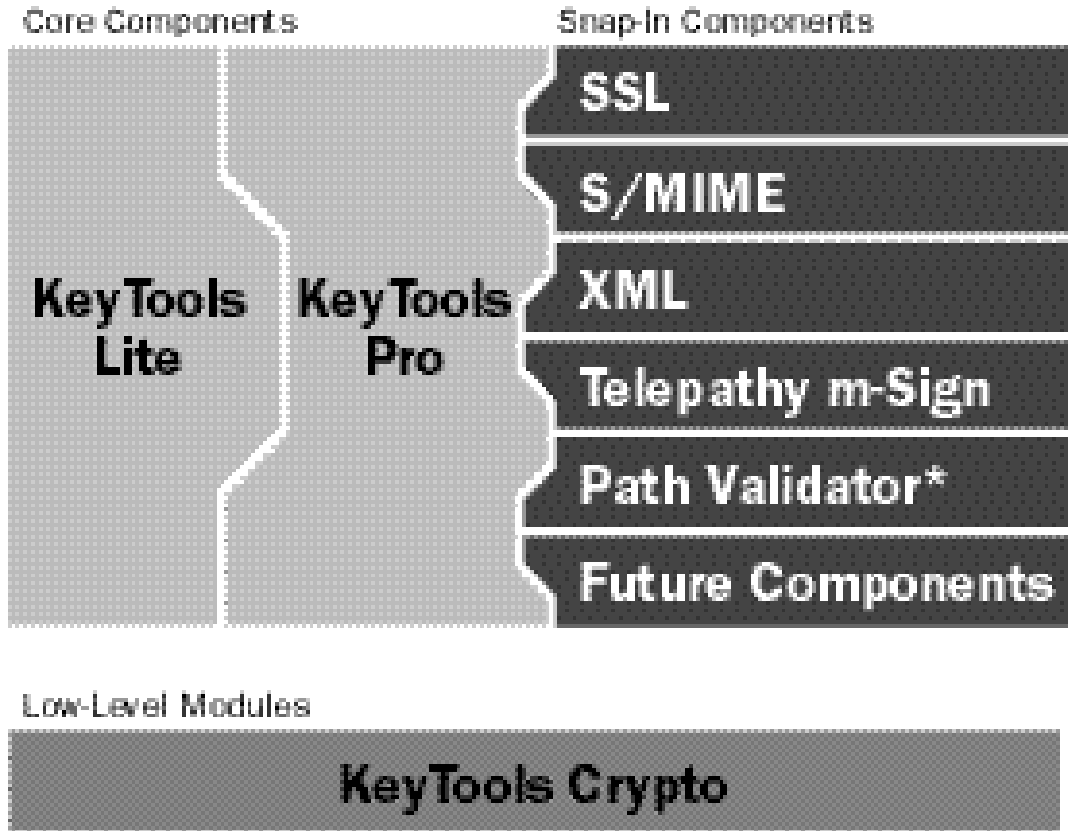 Core Components
Snap-In Components
KeyTools
Lite
KeyTools
Pro
SSL
S/MIME
XML
Telepathy m-Sign
Path Validator*
Future Components
Low-Level Modules
KeyTools Crypto